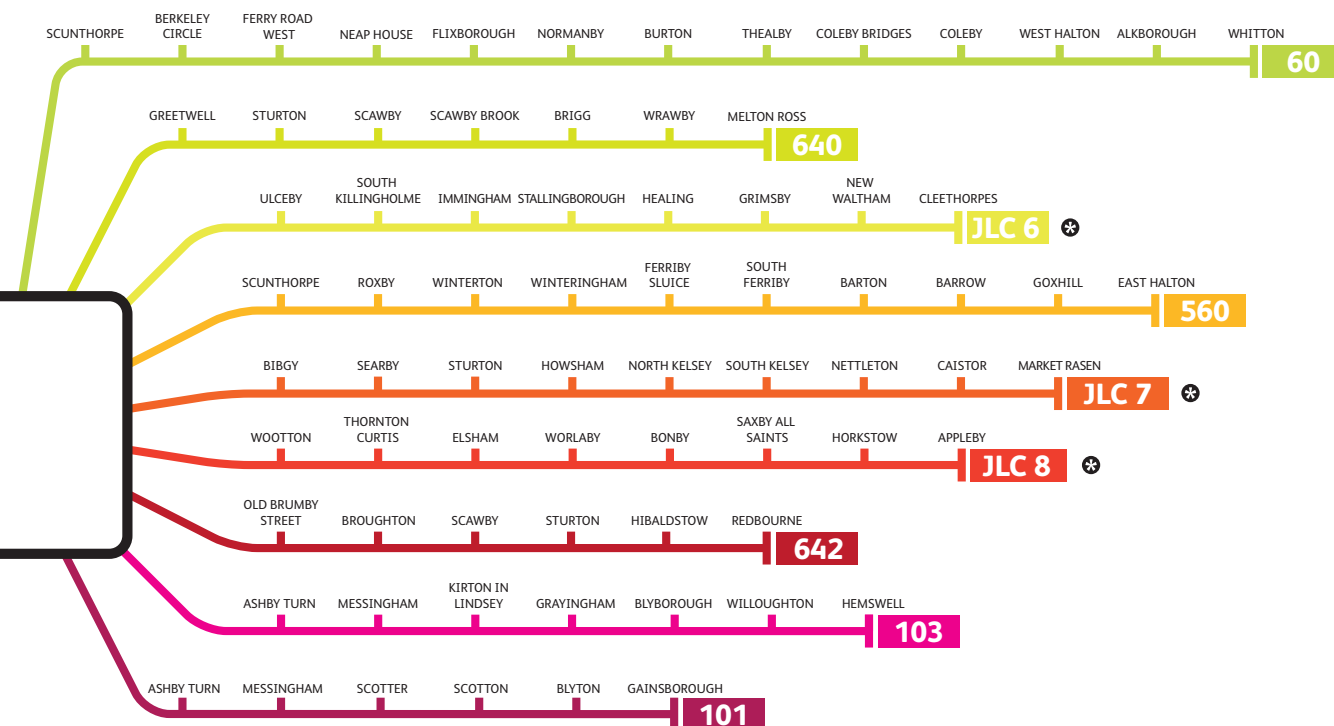 SCUNTHORPE
BERKELEY
CIRCLE
FERRY ROAD
WEST
NEAP HOUSE
FLIXBOROUGH
NORMANBY
BURTON
THEALBY
COLEBY BRIDGES
COLEBY
WEST HALTON
ALKBOROUGH
WHITTON
60
GREETWELL
STURTON
SCAWBY
SCAWBY BROOK
BRIGG
WRAWBY
MELTON ROSS
640
ULCEBY
SOUTH
KILLINGHOLME
IMMINGHAM
STALLINGBOROUGH
HEALING
GRIMSBY
NEW
WALTHAM
CLEETHORPES
JLC 6
SCUNTHORPE
ROXBY
WINTERTON
WINTERINGHAM
FERRIBY
SLUICE
SOUTH
FERRIBY
BARTON
BARROW
GOXHILL
EAST HALTON
560
BIBGY
SEARBY
STURTON
HOWSHAM
NORTH KELSEY
SOUTH KELSEY
NETTLETON
CAISTOR
MARKET RASEN
JLC 7
WOOTTON
THORNTON
CURTIS
ELSHAM
WORLABY
BONBY
SAXBY ALL
SAINTS
HORKSTOW
APPLEBY
JLC 8
OLD BRUMBY
STREET
BROUGHTON
SCAWBY
STURTON
HIBALDSTOW
REDBOURNE
642
ASHBY TURN
MESSINGHAM
KIRTON IN
LINDSEY
GRAYINGHAM
BLYBOROUGH
WILLOUGHTON
HEMSWELL
103
ASHBY TURN
MESSINGHAM
SCOTTER
SCOTTON
BLYTON
GAINSBOROUGH
101